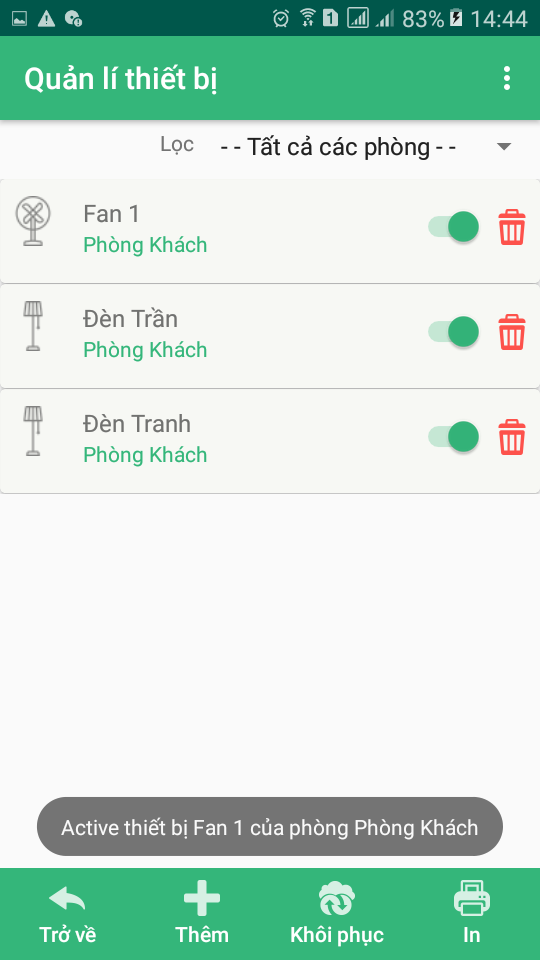 83% 14:44
Quản lí thiết bị
Lọc - - Tất cả các phòng - -
Fan 1
Phòng Khách
Đèn Trần
Phòng Khách
Đèn Tranh
Phòng Khách
Active thiết bị Fan 1 của phòng Phòng Khách
Trở về Thêm Khôi phục In